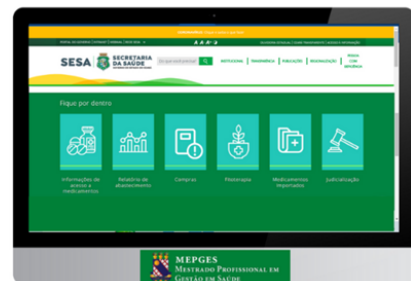 SESA
SECRETARIA
DA SAÚDE
INSTITUCIONAL
TRANSPARÊNCIA
PUBLICAÇÕES
REGIONALIZAÇÃO
Fique por dentro
Informações de
acesso a
medicamentos
Relatório de
abastecimento
Compras
Fitoterapia
Medicamentos
importados
Judicialização
MEPGES
MESTRADO PROFISSIONAL EM
GESTÃO EM SAÚDE